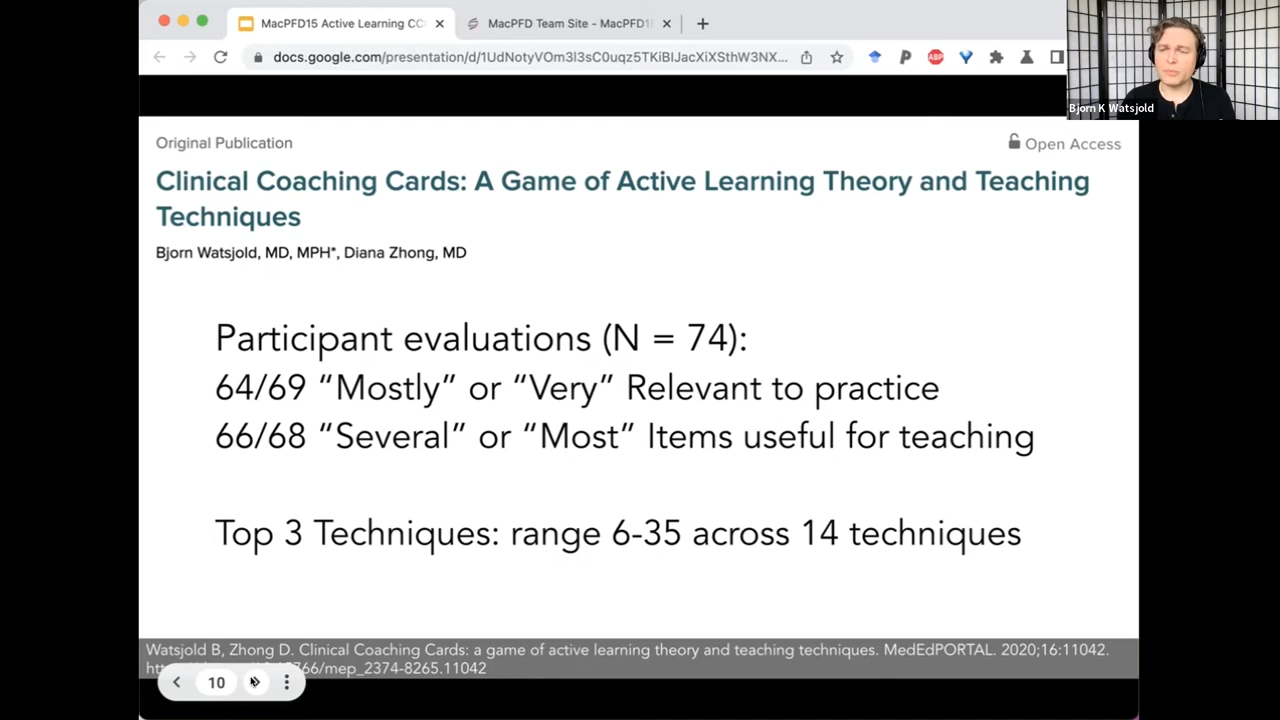 MacPFD15 Active Learning CC
MacPFD Team Site - MacPFD1
docs.google.com/presentation/d/1UdNotyVOm3I3sC0uqz5TKiBIJacXiXSthW3NX...
ABP
Bjorn K Watsjold
Original Publication
Open Access
Clinical Coaching Cards: A Game of Active Learning Theory and Teaching
Techniques
Bjorn Watsjold, MD, MPH*, Diana Zhong, MD
Participant evaluations (N = 74):
64/69 “Mostly” or “Very” Relevant to practice
66/68 “Several” or “Most” Items useful for teaching
Top 3 Techniques: range 6-35 across 14 techniques
Watsjold B, Zhong D. Clinical Coaching Cards: a game of active learning theory and teaching techniques. MedEdPORTAL. 2020;16:11042.
766/mep_2374-8265.11042
10